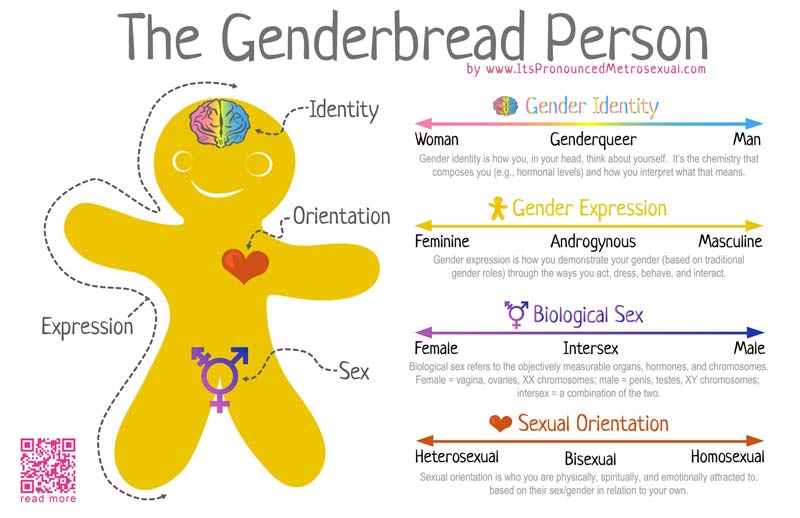 The Genderbread Person
by www.ItsPronouncedMetrosexual.com
Identity
Orientation
Expression
Sex
read more
Gender Identity
Woman Genderqueer Man
Gender identity is how you, in your head, think about yourself. It's the chemistry that
composes you (e.g., hormonal levels) and how you interpret what that means.
Gender Expression
Feminine Androgynous Masculine
Gender expression is how you demonstrate your gender (based on traditional
gender roles) through the ways you act, dress, behave, and interact.
Biological Sex
Female Intersex Male
Biological sex refers to the objectively measurable organs, hormones, and chromosomes.
Female = vagina, ovaries, XX chromosomes; male = penis, testes, XY chromosomes;
intersex = a combination of the two.
Sexual Orientation
Heterosexual Bisexual Homosexual
Sexual orientation is who you are physically, spiritually, and emotionally attracted to,
based on their sex/gender in relation to your own.